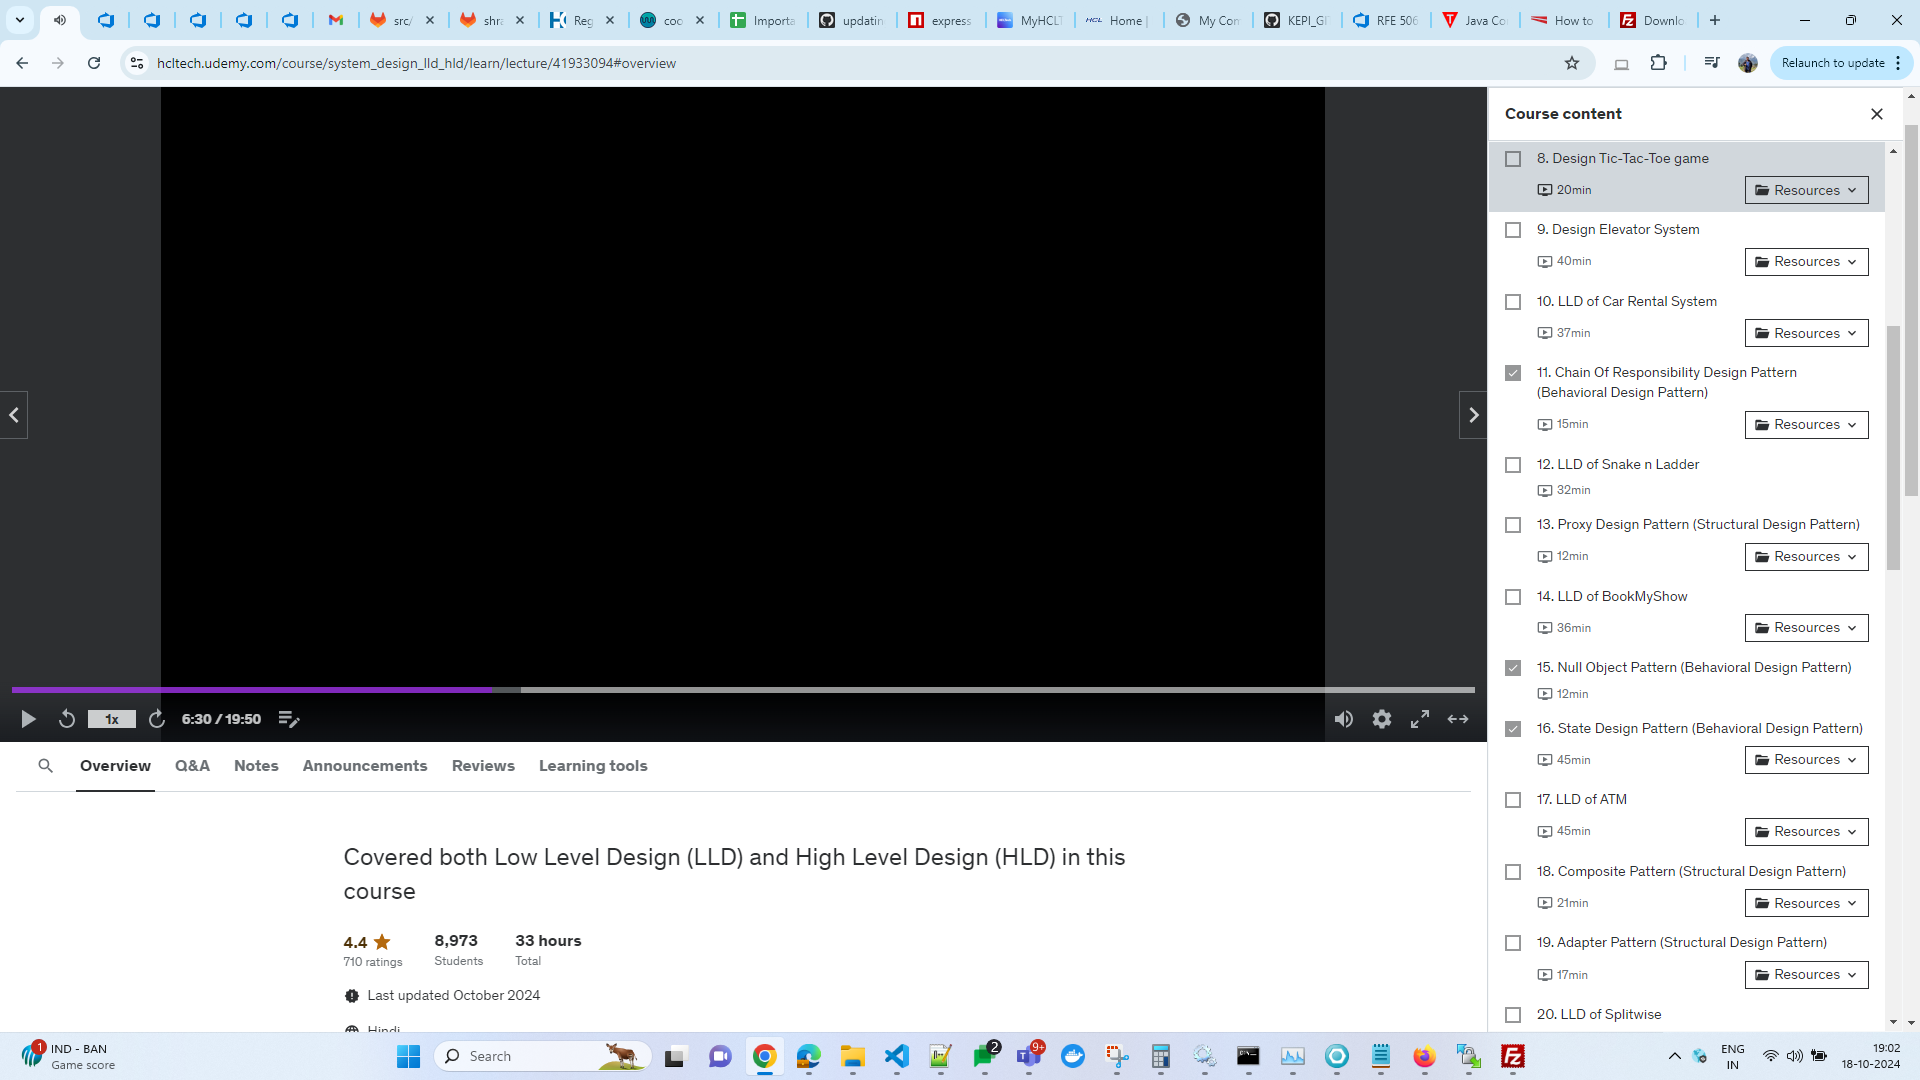 src/
shra
Reg
coo
Importa
updatin
express
MyHCLT
HCL Home |
My Com
KEPI_GI
RFE 506
Java Co
How to
Downlo
hcltech.udemy.com/course/system_design_lld_hld/learn/lecture/41933094#overview
Relaunch to update
Course content
8. Design Tic-Tac-Toe game
20min
Resources
9. Design Elevator System
40min
Resources
10. LLD of Car Rental System
37min
Resources
11. Chain Of Responsibility Design Pattern
(Behavioral Design Pattern)
15min
Resources
12. LLD of Snake n Ladder
32min
13. Proxy Design Pattern (Structural Design Pattern)
12min
Resources
14. LLD of BookMyShow
36min
Resources
15. Null Object Pattern (Behavioral Design Pattern)
12min
16. State Design Pattern (Behavioral Design Pattern)
45min
Resources
17. LLD of ATM
45min
Resources
18. Composite Pattern (Structural Design Pattern)
21min
Resources
19. Adapter Pattern (Structural Design Pattern)
17min
Resources
20. LLD of Splitwise
1x
6:30 / 19:50
Overview
Q&A
Notes
Announcements
Reviews
Learning tools
Covered both Low Level Design (LLD) and High Level Design (HLD) in this
course
4.4
710 ratings
8,973
Students
33 hours
Total
Last updated October 2024
Hindi
1
IND - BAN
Game score
Search
2
9+
ENG
IN
19:02
18-10-2024